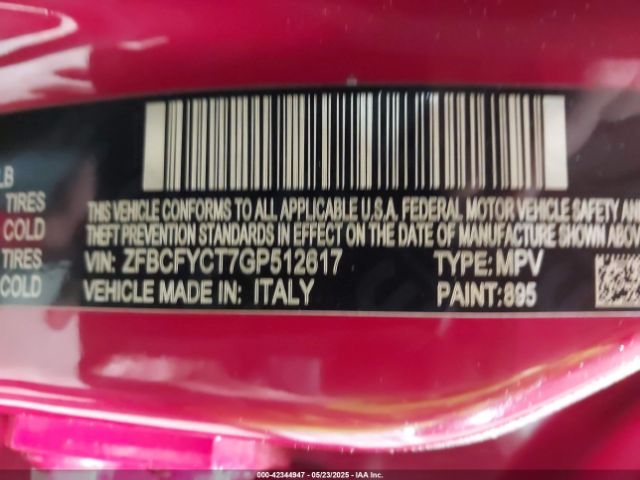 LB
TIRES
COLD
TIRES
COLD
THIS VEHICLE CONFORMS TO ALL APPLICABLE U.S.A. FEDERAL MOTOR VEHICLE SAFETY AND
THEFT PREVENTION STANDARDS IN EFFECT ON THE DATE OF MANUFACTURE SHOWN ABOVE.
VIN: ZFBCFYCT7GP512617 TYPE: MPV
VEHICLE MADE IN: ITALY PAINT: 895
000-42344947 - 05/23/2025 - IAA Inc.